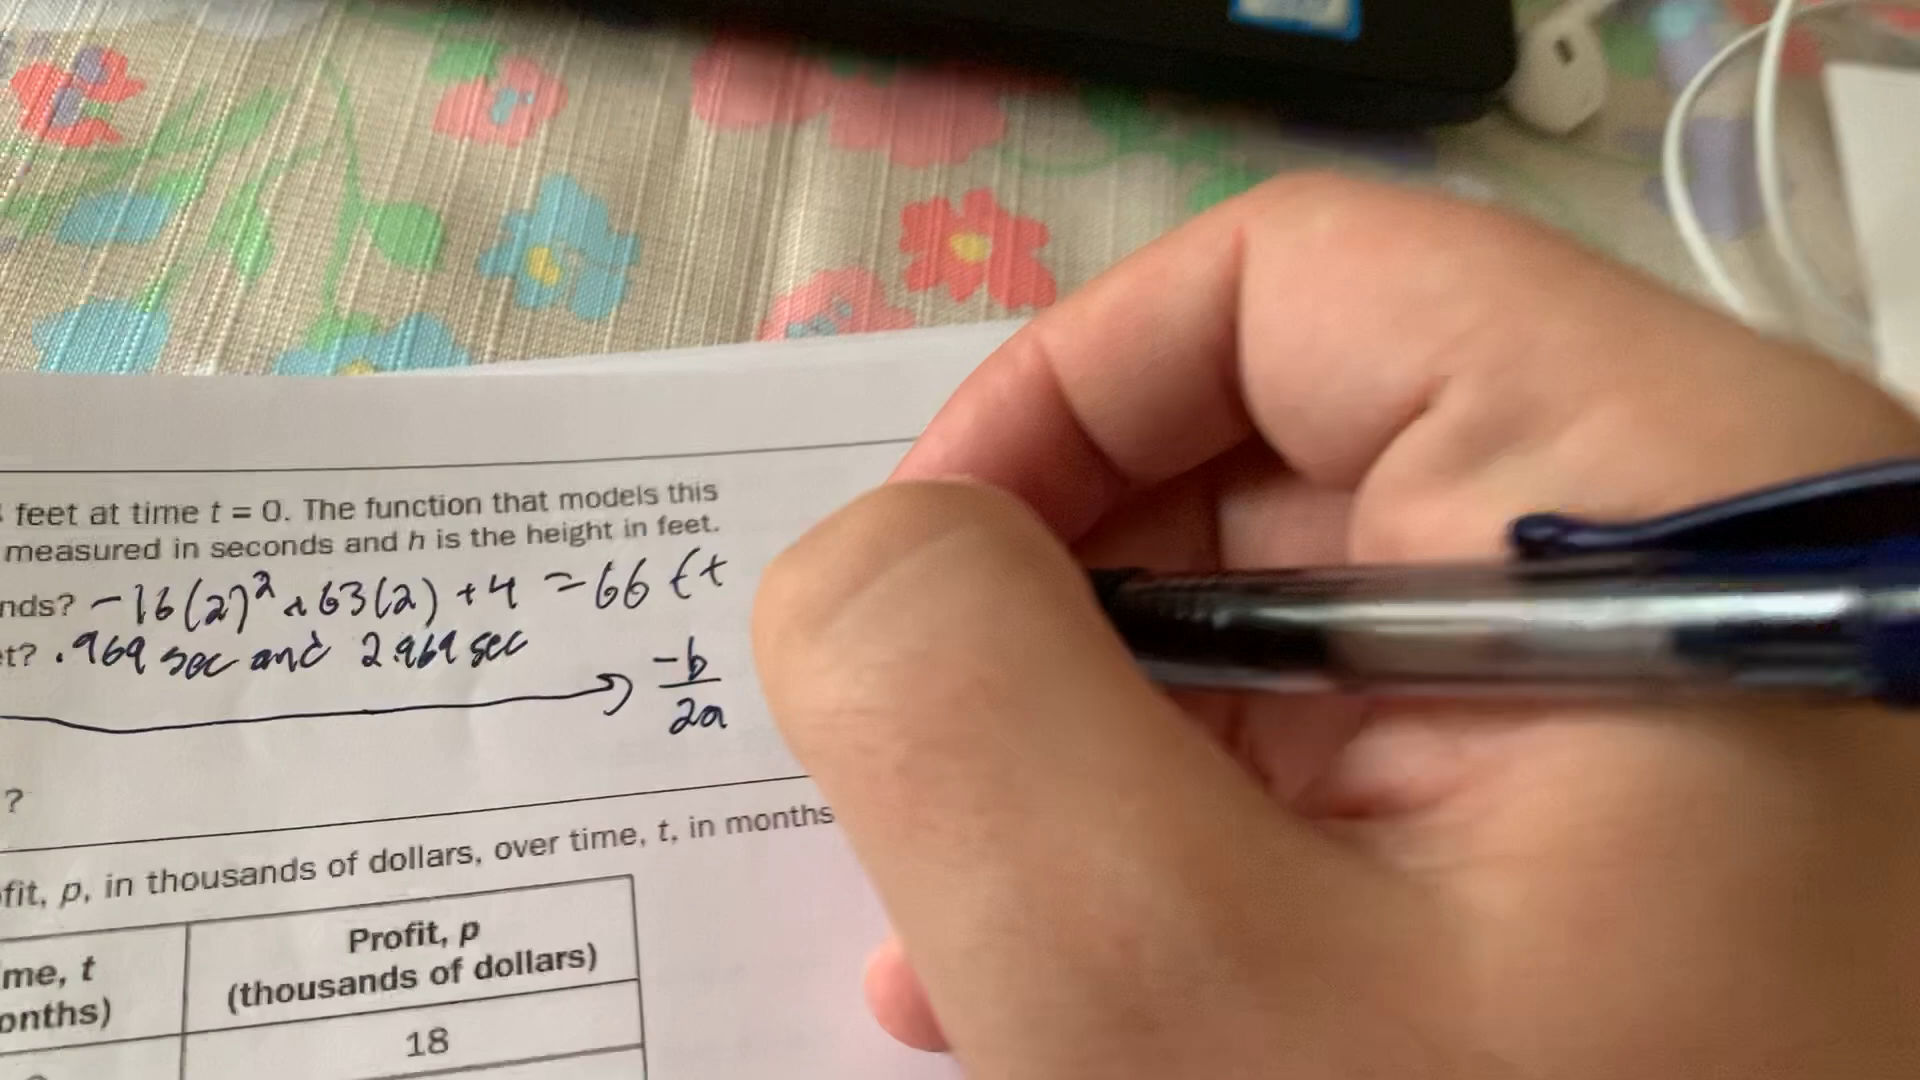 feet at time t = 0. The function that models this
measured in seconds and h is the height in feet.
nds? -16(2)² + 63(2) + 4 = 66 ft
et? .969 sec and 2.969 sec
-b
2a
?
fit, p, in thousands of dollars, over time, t, in months
me, t
onths)
Profit, p
(thousands of dollars)
18